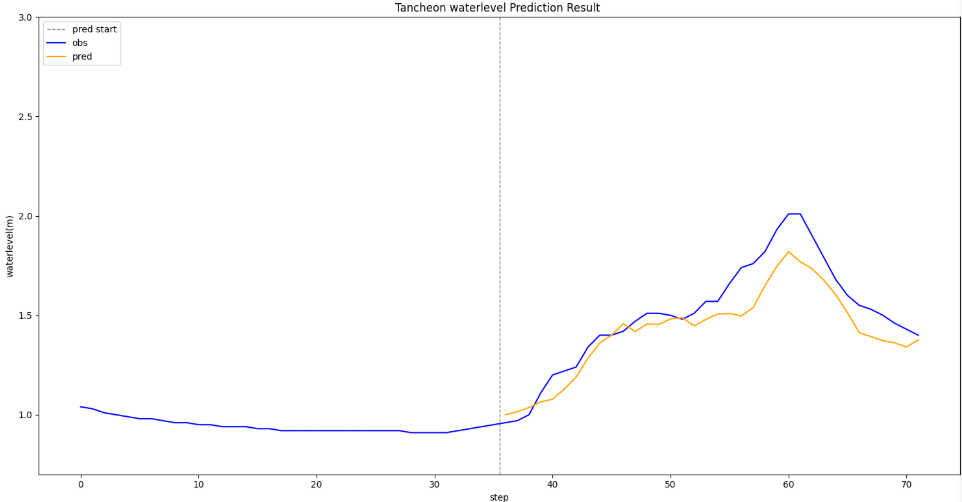 Tancheon waterlevel Prediction Result
pred start
obs
pred
3.0
2.5
2.0
1.5
1.0
waterlevel(m)
0 10 20 30 40 50 60 70
step